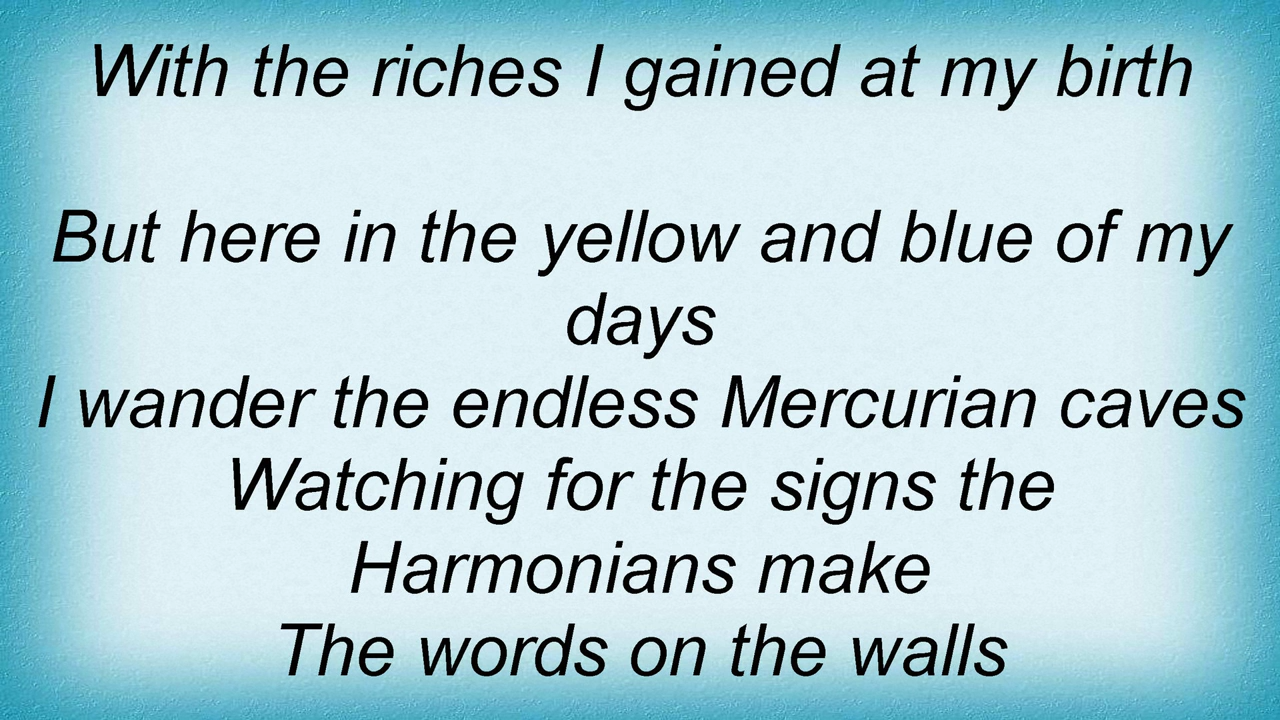 With the riches I gained at my birth
But here in the yellow and blue of my
days
I wander the endless Mercurian caves
Watching for the signs the
Harmonians make
The words on the walls